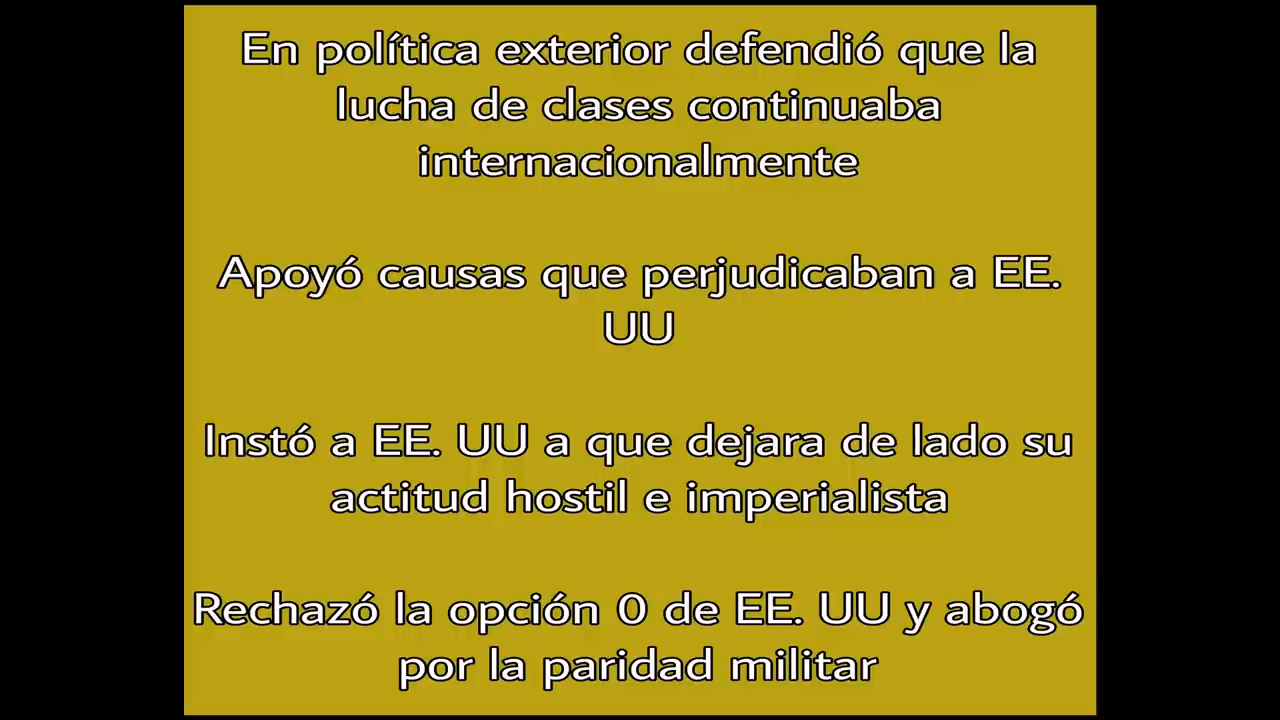 En política exterior defendió que la
lucha de clases continuaba
internacionalmente
Apoyó causas que perjudicaban a EE.
UU
Instó a EE. UU a que dejara de lado su
actitud hostil e imperialista
Rechazó la opción 0 de EE. UU y abogó
por la paridad militar